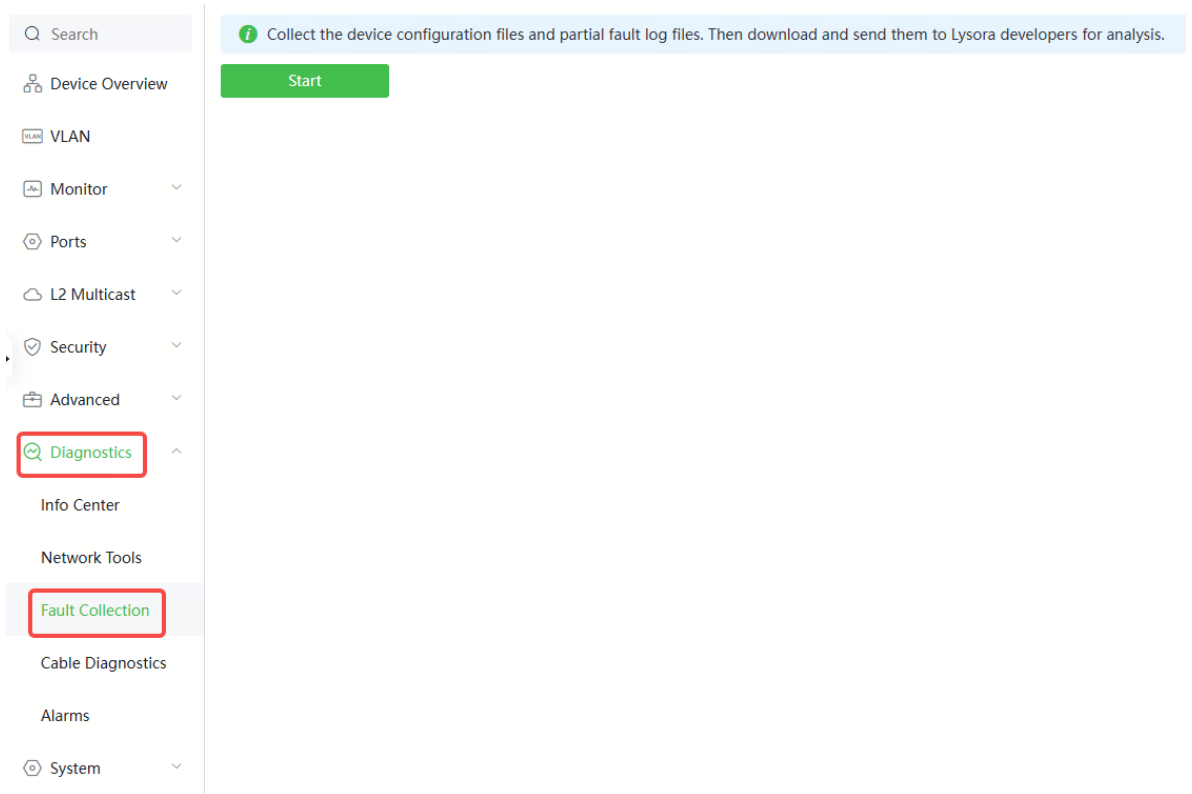 Search
Collect the device configuration files and partial fault log files. Then download and send them to Lysora developers for analysis.
Start
Device Overview
VLAN VLAN
Monitor
Ports
L2 Multicast
Security
Advanced
Diagnostics
Info Center
Network Tools
Fault Collection
Cable Diagnostics
Alarms
System